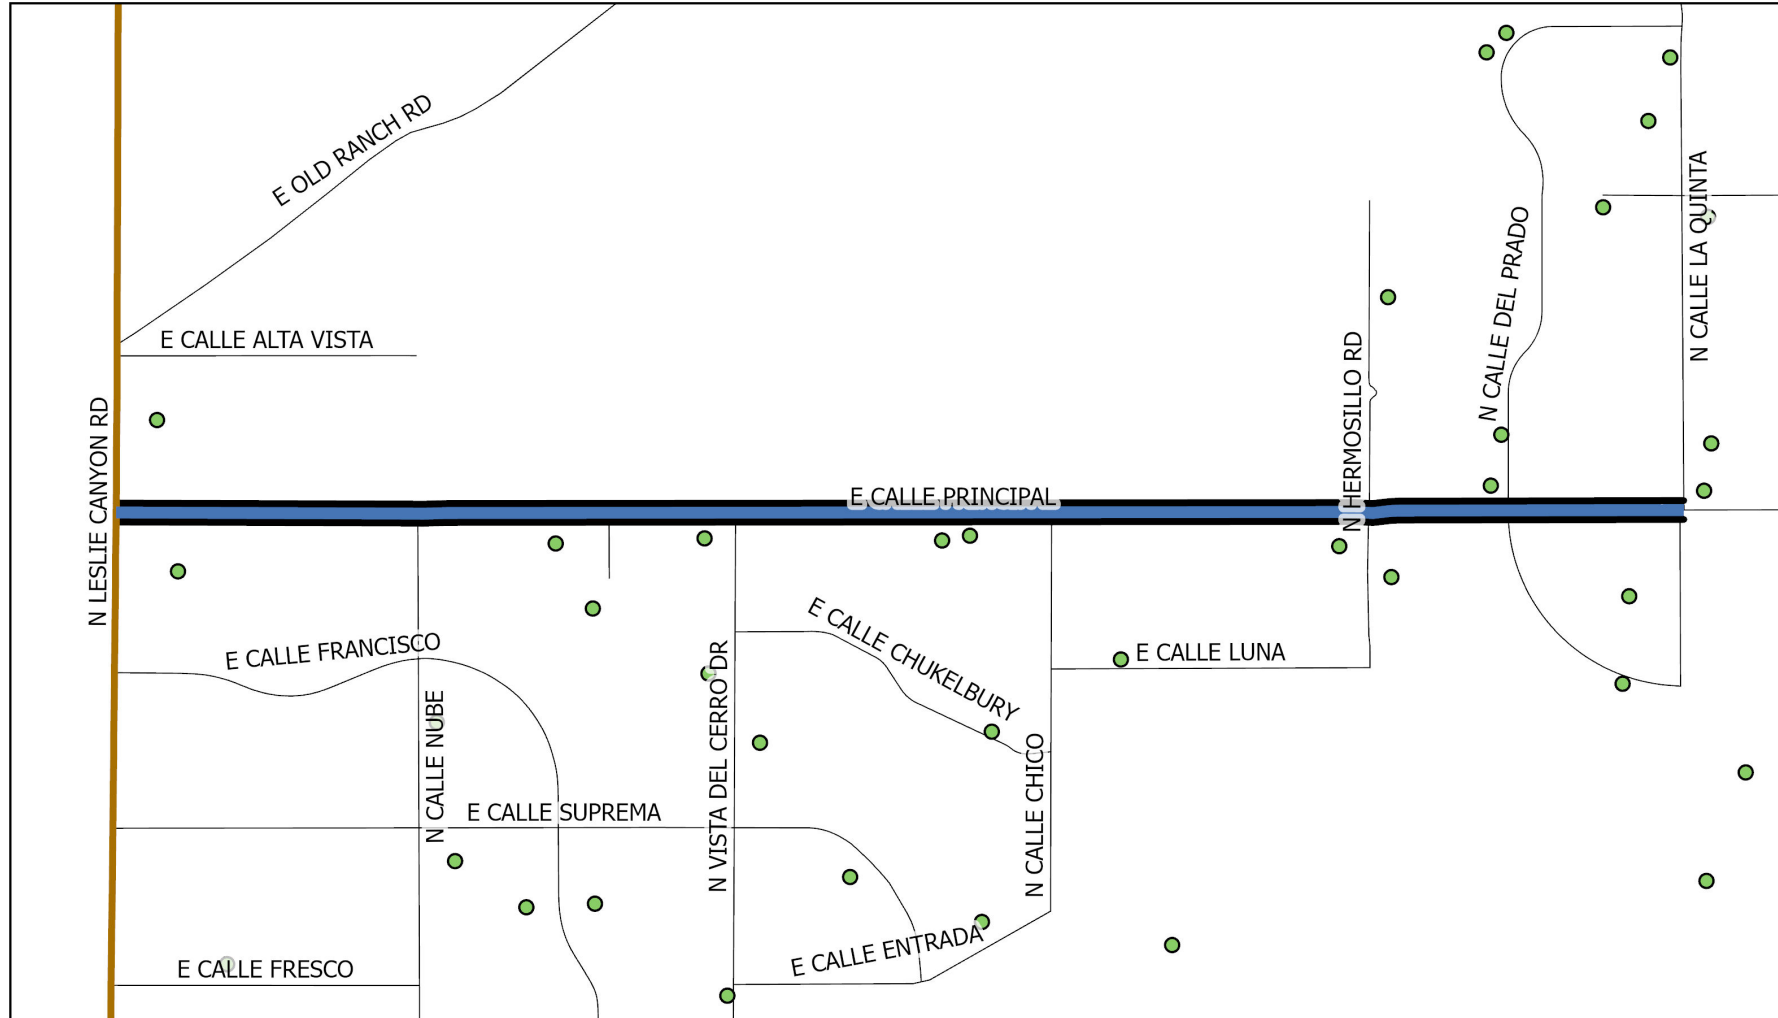 E OLD RANCH RD
E CALLE ALTA VISTA
N LESLIE CANYON RD
E CALLE PRINCIPAL
N HERMOSILLO RD
N CALLE DEL PRADO
N CALLE LA QUINTA
E CALLE FRANCISCO
N CALLE NUBE
E CALLE SUPREMA
N VISTA DEL CERRO DR
E CALLE CHUKELBURY
N CALLE CHICO
E CALLE LUNA
E CALLE ENTRADA
E CALLE FRESCO